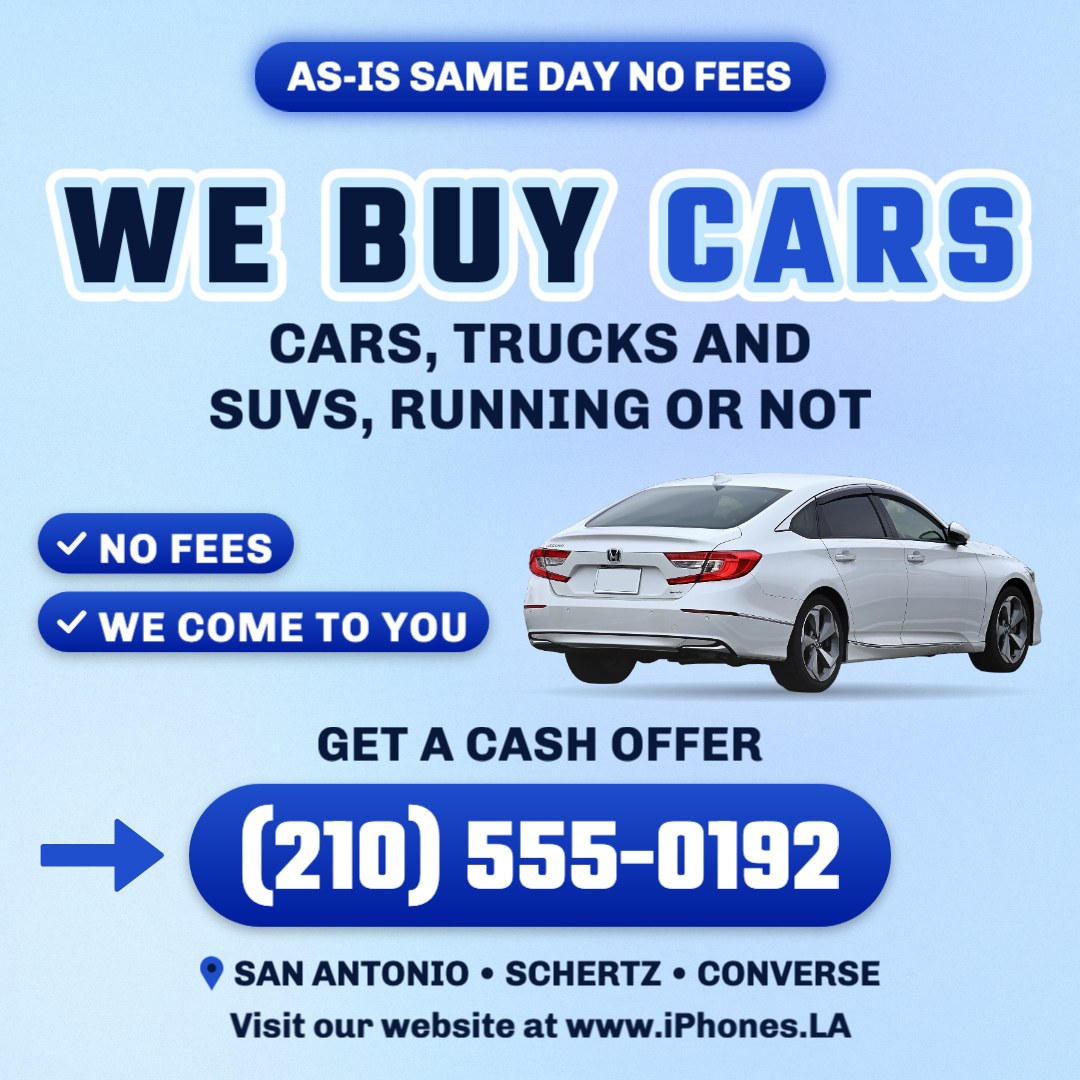 AS-IS SAME DAY NO FEES
WE BUY CARS
CARS, TRUCKS AND
SUVS, RUNNING OR NOT
NO FEES
WE COME TO YOU
GET A CASH OFFER
(210) 555-0192
SAN ANTONIO • SCHERTZ • CONVERSE
Visit our website at www.iPhones.LA